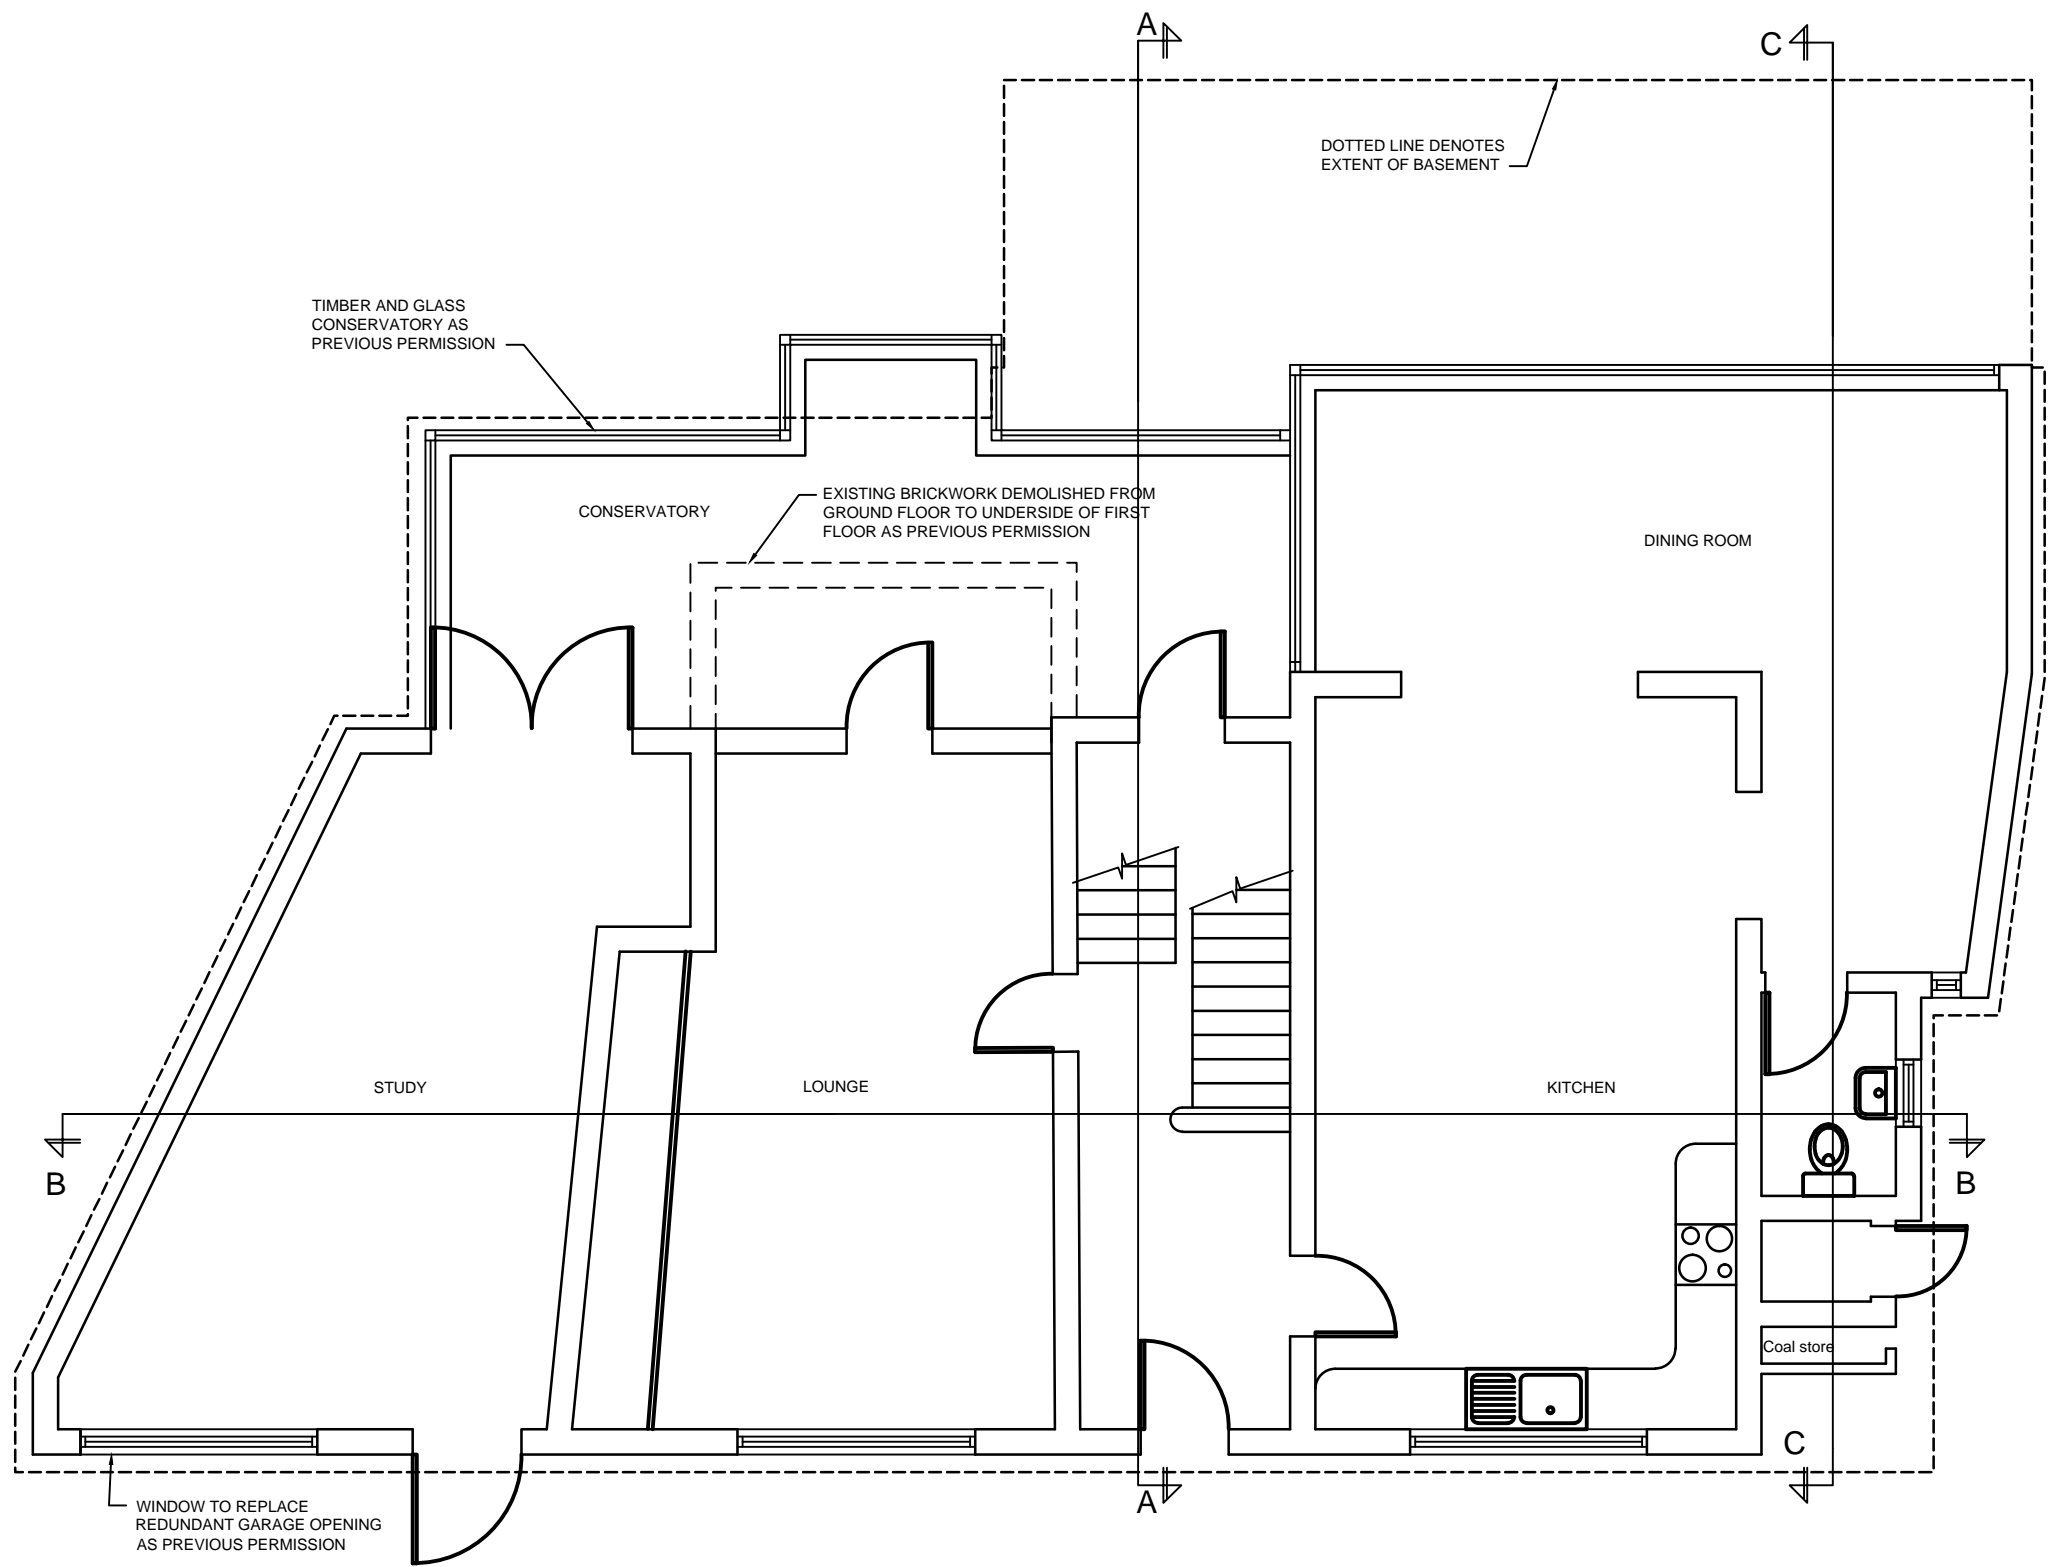 A
C
DOTTED LINE DENOTES
EXTENT OF BASEMENT
TIMBER AND GLASS
CONSERVATORY AS
PREVIOUS PERMISSION
CONSERVATORY
EXISTING BRICKWORK DEMOLISHED FROM
GROUND FLOOR TO UNDERSIDE OF FIRST
FLOOR AS PREVIOUS PERMISSION
DINING ROOM
STUDY
LOUNGE
KITCHEN
B
B
Coal store
C
A
WINDOW TO REPLACE
REDUNDANT GARAGE OPENING
AS PREVIOUS PERMISSION